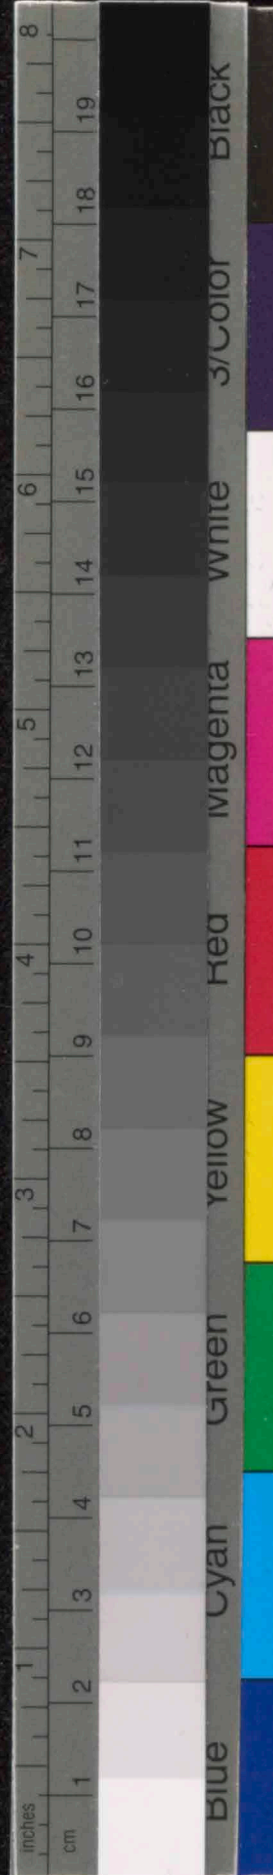 inches 1 2 3 4 5 6 7 8
cm 1 2 3 4 5 6 7 8 9 10 11 12 13 14 15 16 17 18 19
Blue Cyan Green Yellow Red Magenta White 3/Color Black